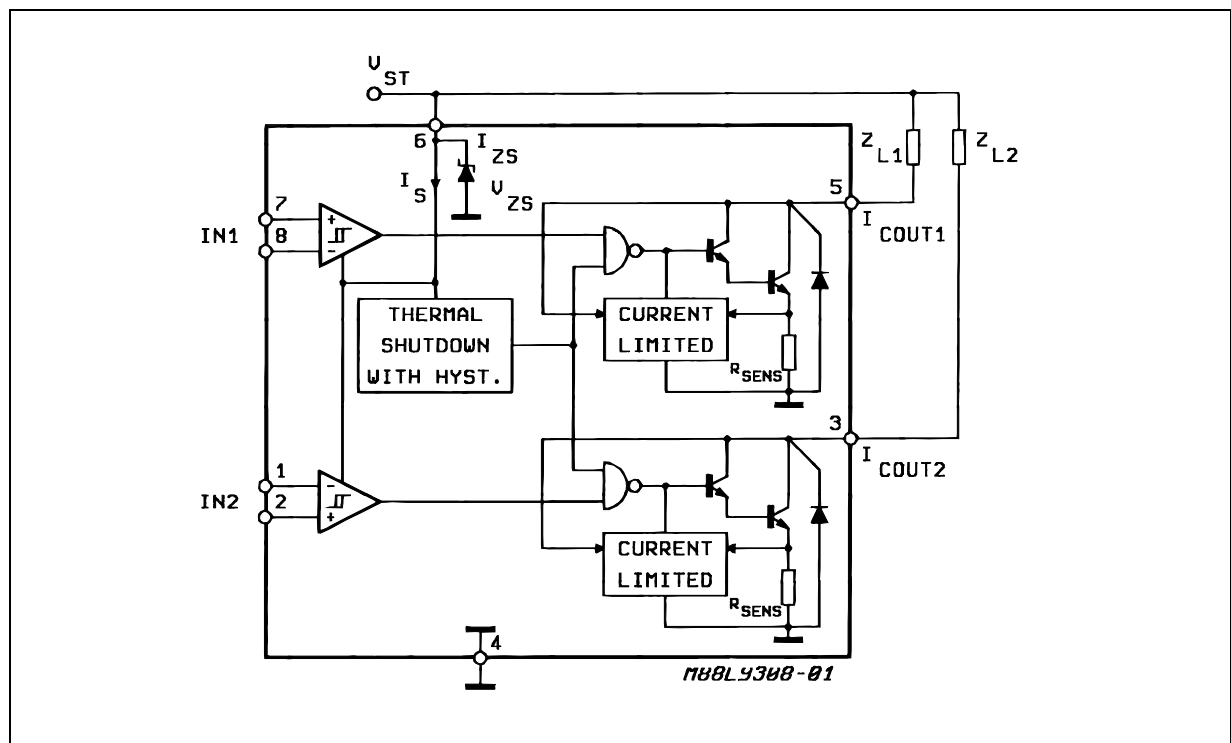 V ST
6
I ZS
I S
V ZS
Z L1
Z L2
5
I COUT1
7
IN1
8
+
-
THERMAL
SHUTDOWN
WITH HYST.
CURRENT
LIMITED
R SENS
3
I COUT2
1
IN2
2
-
+
CURRENT
LIMITED
R SENS
4
M88L9308-01